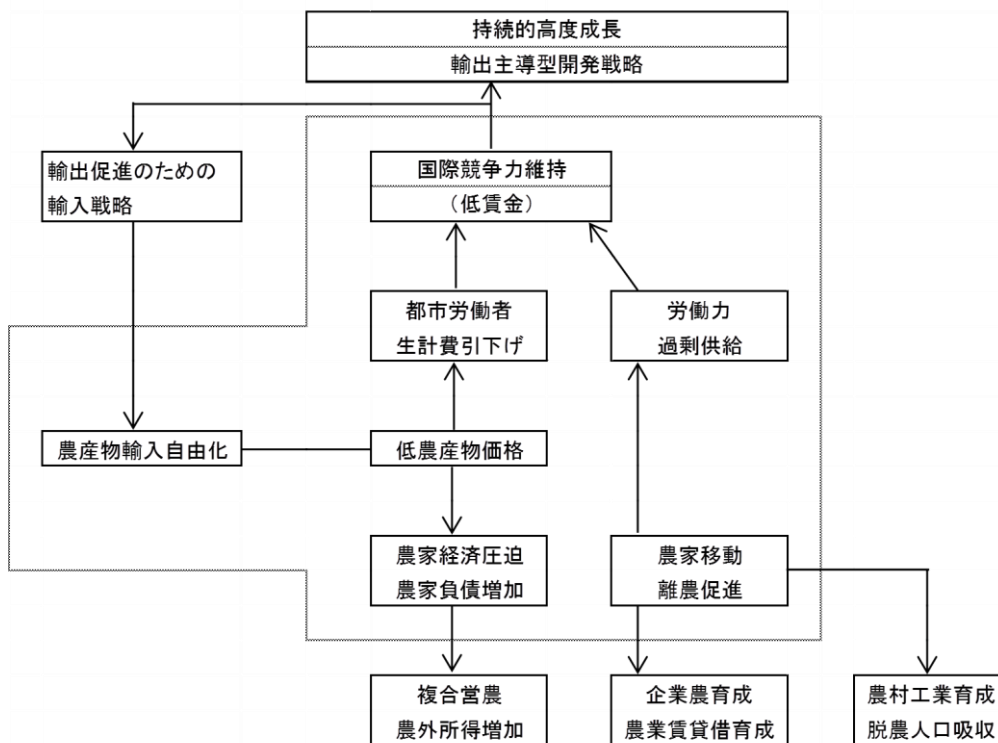 持続的高度成長
輸出主導型開発戦略
輸出促進のための
輸入戦略
国際競争力維持
（低賃金）
都市労働者
生計費引下げ
労働力
過剰供給
農産物輸入自由化
低農産物価格
農家経済圧迫
農家負債増加
農家移動
離農促進
複合営農
農外所得増加
企業農育成
農業賃貸借育成
農村工業育成
脱農人口吸収